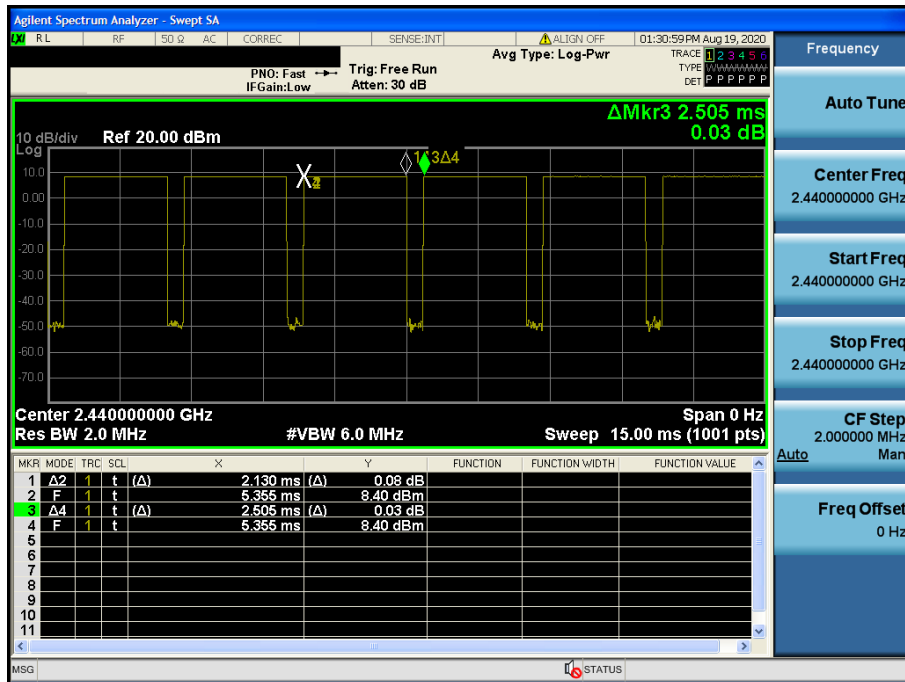 Agilent Spectrum Analyzer - Swept SA
LXI RL RF 50 Ω AC CORREC SENSE:INT ALIGN OFF 01:30:59 PM Aug 19, 2020
Frequency
PNO: Fast
IFGain:Low
Trig: Free Run
Atten: 30 dB
Avg Type: Log-Pwr
TRACE 1 2 3 4 5 6
TYPE WWWWWW
DET P P P P P P
Auto Tune
ΔMkr3 2.505 ms
0.03 dB
10 dB/div Ref 20.00 dBm
Log
10.0
0.00
-10.0
-20.0
-30.0
-40.0
-50.0
-60.0
-70.0
3Δ4
Center Freq
2.440000000 GHz
Start Freq
2.440000000 GHz
Stop Freq
2.440000000 GHz
Center 2.440000000 GHz Span 0 Hz
Res BW 2.0 MHz #VBW 6.0 MHz Sweep 15.00 ms (1001 pts)
CF Step
2.000000 MHz
Auto Man
MKR MODE TRC SCL X Y FUNCTION FUNCTION WIDTH FUNCTION VALUE
1 Δ2 1 t (Δ) 2.130 ms (Δ) 0.08 dB
2 F 1 t 5.355 ms 8.40 dBm
3 Δ4 1 t (Δ) 2.505 ms (Δ) 0.03 dB
4 F 1 t 5.355 ms 8.40 dBm
5
6
7
8
9
10
11
Freq Offset
0 Hz
MSG STATUS